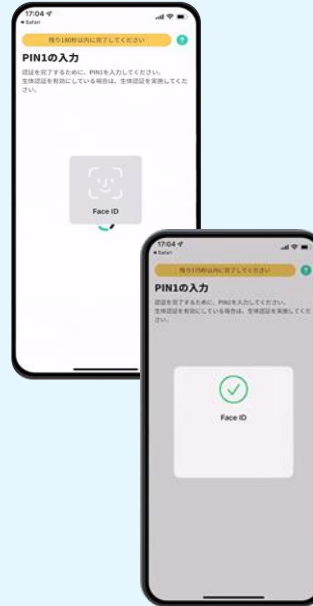 17:04
◀ Safari
残り180秒以内に完了してください
PIN1の入力
認証を完了するために、PINを入力してください。
生体認証を有効にしている場合は、生体認証を実施してくだ
さい。
Face ID
17:04
◀ Safari
残り175秒以内に完了してください
PIN1の入力
認証を完了するために、PINを入力してください。
生体認証を有効にしている場合は、生体認証を実施してくだ
さい。
Face ID